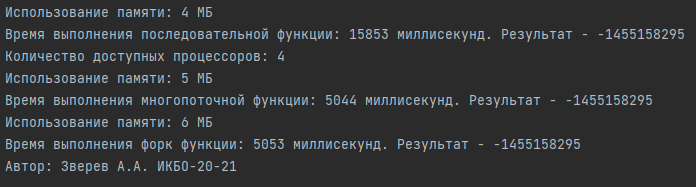 Использование памяти: 4 МБ
Время выполнения последовательной функции: 15853 миллисекунд. Результат - -1455158295
Количество доступных процессоров: 4
Использование памяти: 5 МБ
Время выполнения многопоточной функции: 5044 миллисекунд. Результат - -1455158295
Использование памяти: 6 МБ
Время выполнения форк функции: 5053 миллисекунд. Результат - -1455158295
Автор: Зверев А.А. ИКБО-20-21